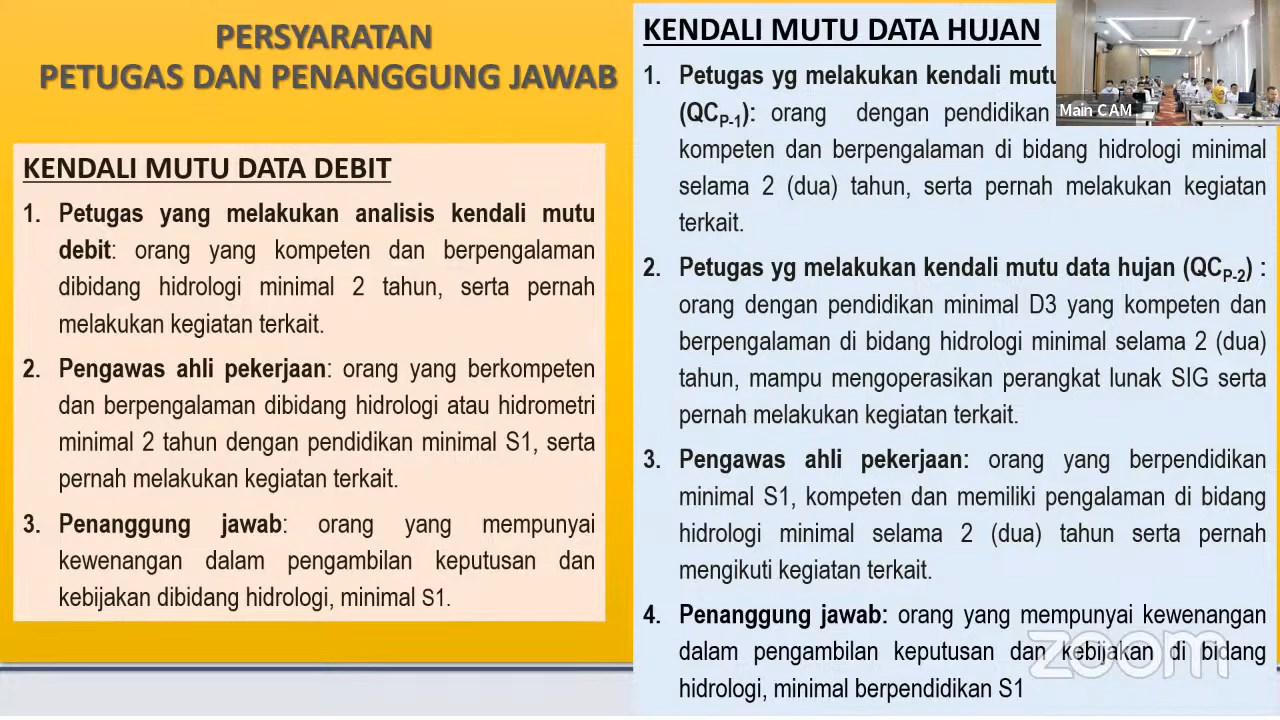 PERSYARATAN
PETUGAS DAN PENANGGUNG JAWAB
KENDALI MUTU DATA DEBIT
1. Petugas yang melakukan analisis kendali mutu
debit: orang yang kompeten dan berpengalaman
dibidang hidrologi minimal 2 tahun, serta pernah
melakukan kegiatan terkait.
2. Pengawas ahli pekerjaan: orang yang berkompeten
dan berpengalaman dibidang hidrologi atau hidrometri
minimal 2 tahun dengan pendidikan minimal S1, serta
pernah melakukan kegiatan terkait.
3. Penanggung jawab: orang yang mempunyai
kewenangan dalam pengambilan keputusan dan
kebijakan dibidang hidrologi, minimal S1.
KENDALI MUTU DATA HUJAN
1. Petugas yg melakukan kendali mutu
(QCP-1): orang dengan pendidikan
kompeten dan berpengalaman di bidang hidrologi minimal
selama 2 (dua) tahun, serta pernah melakukan kegiatan
terkait.
2. Petugas yg melakukan kendali mutu data hujan (QCP-2) :
orang dengan pendidikan minimal D3 yang kompeten dan
berpengalaman di bidang hidrologi minimal selama 2 (dua)
tahun, mampu mengoperasikan perangkat lunak SIG serta
pernah melakukan kegiatan terkait.
3. Pengawas ahli pekerjaan: orang yang berpendidikan
minimal S1, kompeten dan memiliki pengalaman di bidang
hidrologi minimal selama 2 (dua) tahun serta pernah
mengikuti kegiatan terkait.
4. Penanggung jawab: orang yang mempunyai kewenangan
dalam pengambilan keputusan dan kebijakan di bidang
hidrologi, minimal berpendidikan S1
Main CAM
zoom